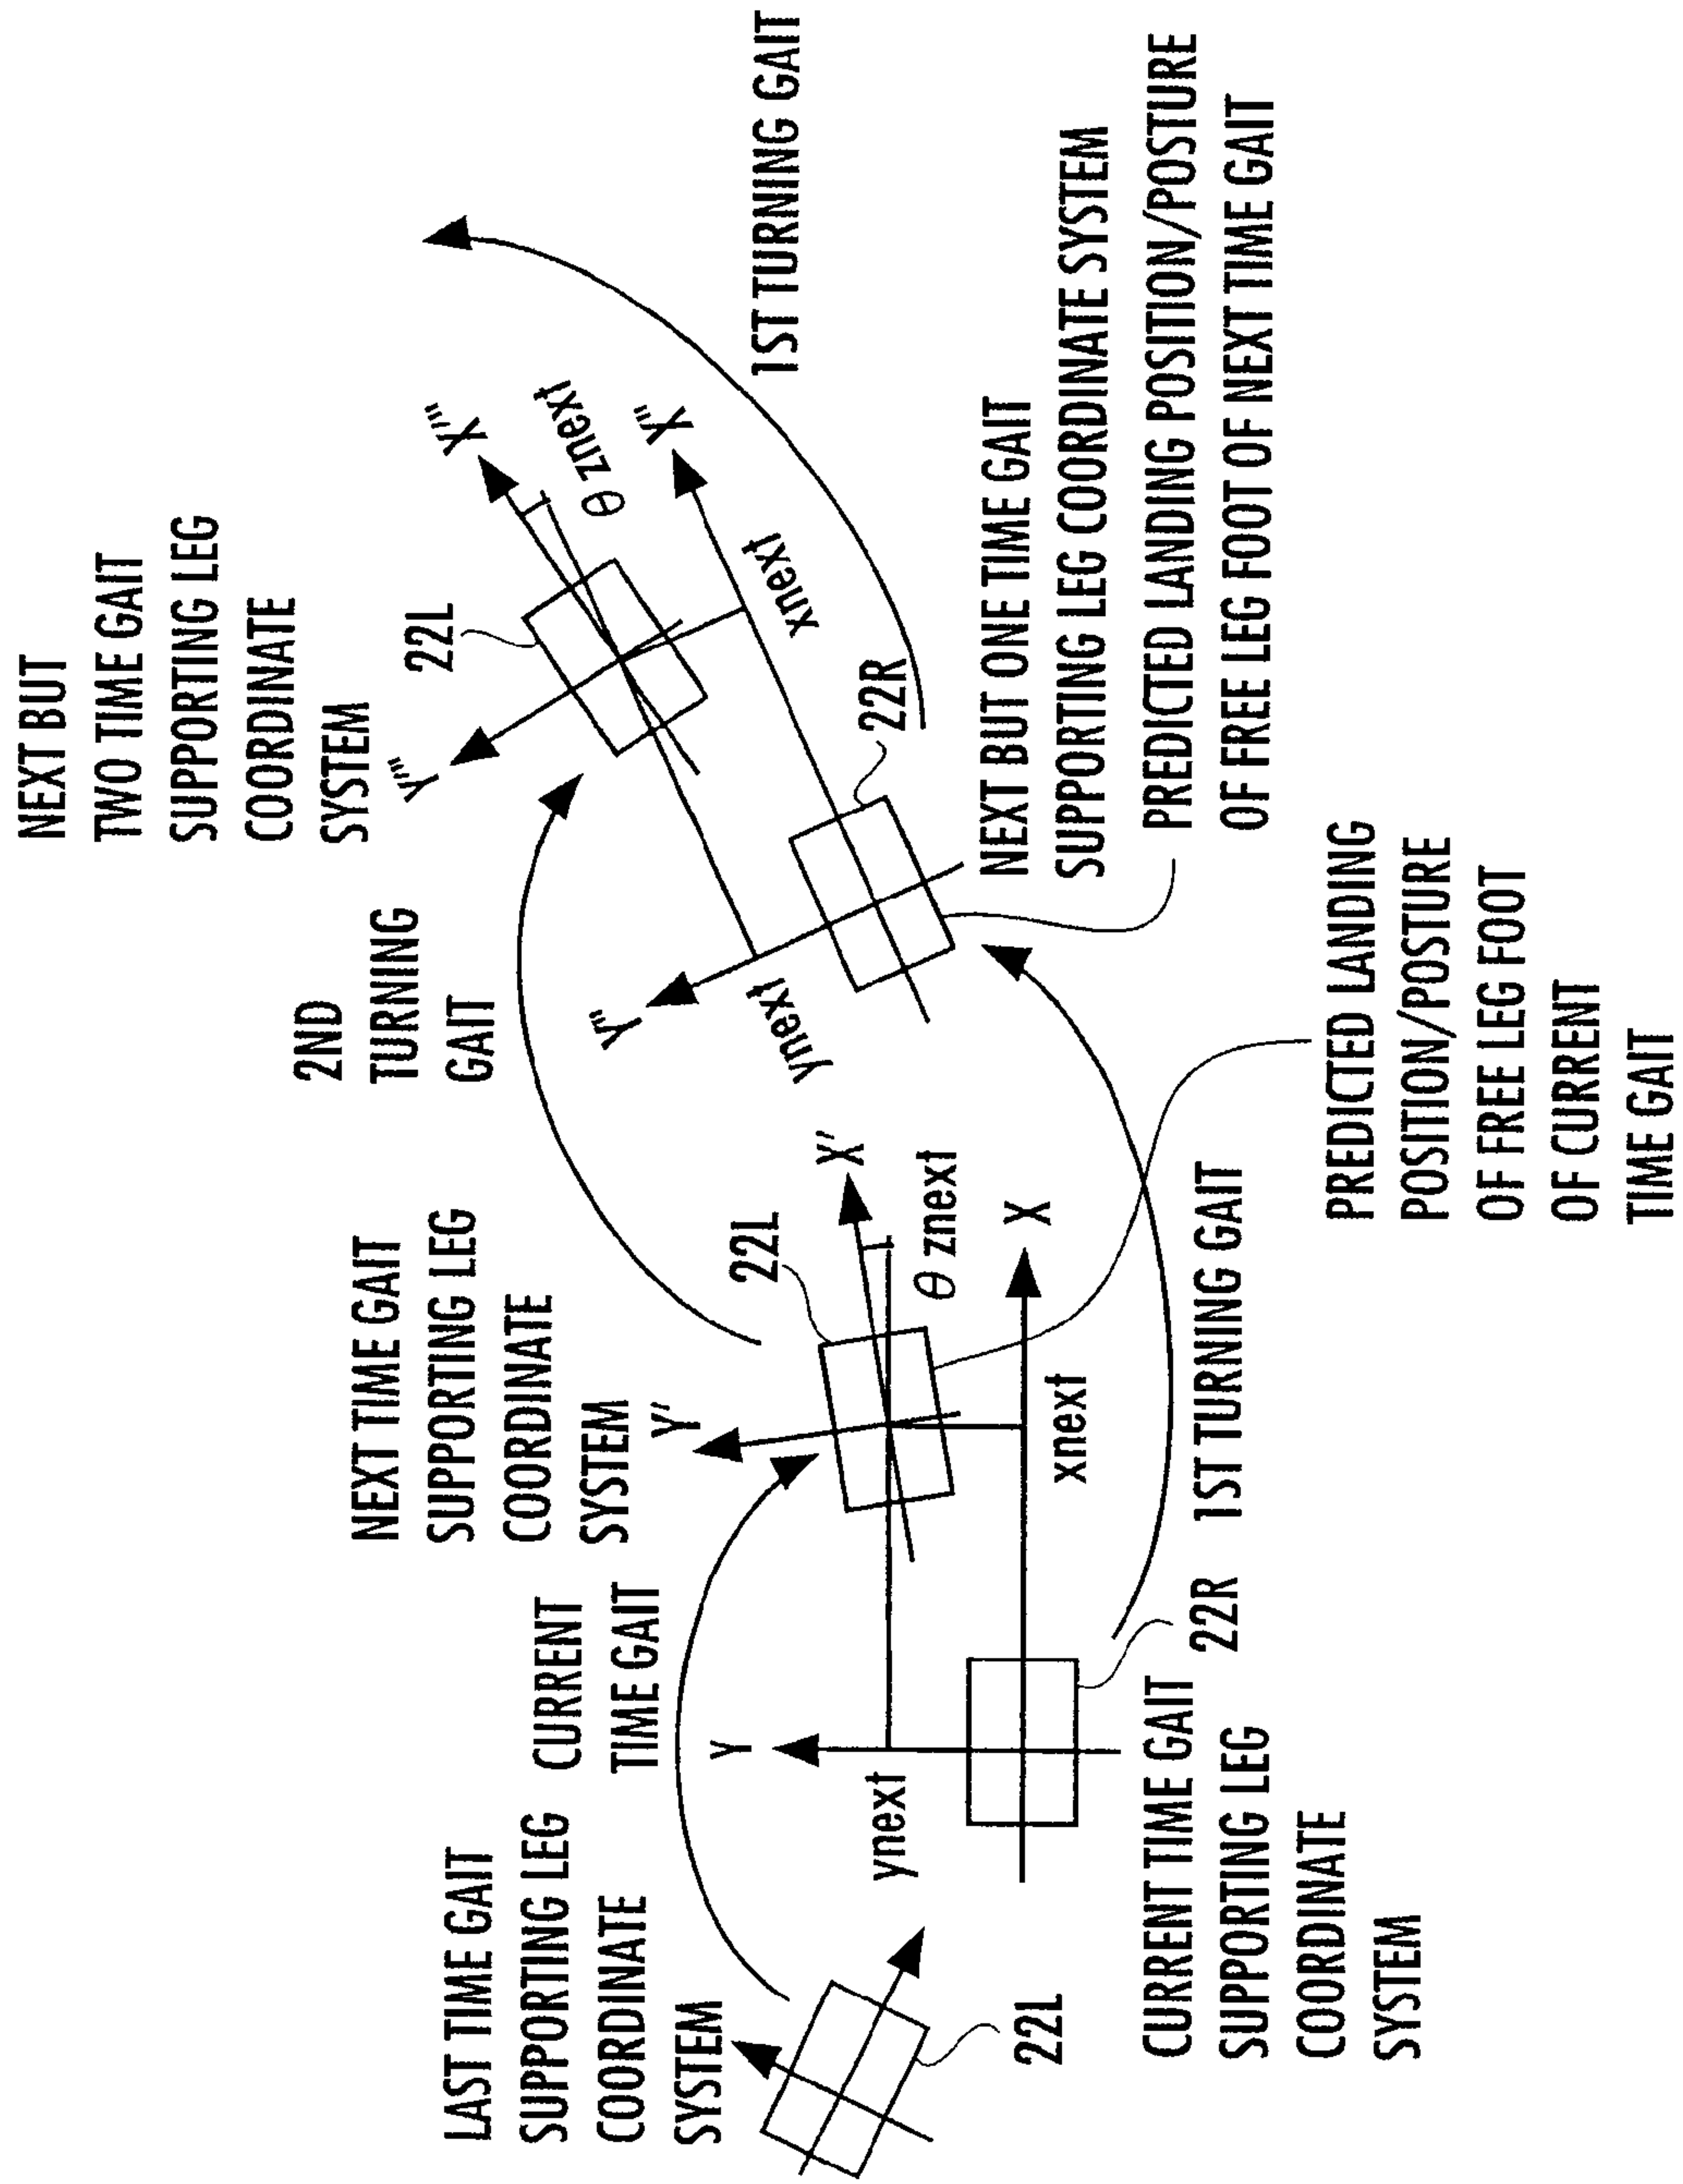 LAST TIME GAIT
SUPPORTING LEG
COORDINATE
SYSTEM
22L
CURRENT
TIME GAIT
Y
ynext
CURRENT TIME GAIT
SUPPORTING LEG
COORDINATE
SYSTEM
22R
1ST TURNING GAIT
xnext
X
NEXT TIME GAIT
SUPPORTING LEG
COORDINATE
SYSTEM
Y'
22L
X'
θ znext
PREDICTED LANDING
POSITION/POSTURE
OF FREE LEG FOOT
OF CURRENT
TIME GAIT
2ND
TURNING
GAIT
Y"
ynext
22R
NEXT BUT ONE TIME GAIT
SUPPORTING LEG COORDINATE SYSTEM
PREDICTED LANDING POSITION/POSTURE
OF FREE LEG FOOT OF NEXT TIME GAIT
xnext
X"
NEXT BUT
TWO TIME GAIT
SUPPORTING LEG
COORDINATE
SYSTEM
22L
Y'''
X'''
θ znext
1ST TURNING GAIT